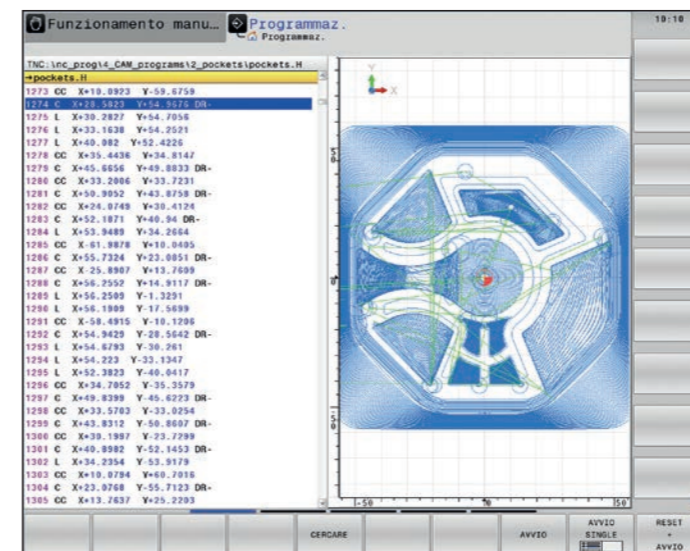 Funzionamento manu…
Programmaz.
Programmaz.
10:10
TNC:\nc_prog\4_CAM_programs\2_pockets\pockets.H
→pockets.H
1273 CC X+10.0923 Y-59.6759
1274 C X+28.5823 Y+54.9676 DR-
1275 L X+30.2827 Y+54.7056
1276 L X+33.1638 Y+54.2521
1277 L X+40.082 Y+52.4226
1278 CC X+35.4436 Y+34.8147
1279 C X+45.6656 Y+49.8833 DR-
1280 CC X+33.2006 Y+33.7231
1281 C X+50.9052 Y+43.8758 DR-
1282 CC X+24.0749 Y+30.4124
1283 C X+52.1871 Y+40.94 DR-
1284 L X+53.9489 Y+34.2664
1285 CC X-61.9878 Y+10.0405
1286 C X+55.7324 Y+23.0851 DR-
1287 CC X-25.8907 Y+13.7609
1288 C X+56.2552 Y+14.9117 DR-
1289 L X+56.2509 Y-1.3291
1290 L X+56.1909 Y-17.5699
1291 CC X-58.4915 Y-10.1206
1292 C X+54.9429 Y-28.5642 DR-
1293 L X+54.6793 Y-30.261
1294 L X+54.223 Y-33.1347
1295 L X+52.3823 Y-40.0417
1296 CC X+34.7052 Y-35.3579
1297 C X+49.8399 Y-45.6223 DR-
1298 CC X+33.5703 Y-33.0254
1299 C X+43.8312 Y-50.8607 DR-
1300 CC X+30.1997 Y-23.7299
1301 C X+40.8982 Y-52.1453 DR-
1302 L X+34.2354 Y-53.9179
1303 CC X+10.0794 Y+60.7016
1304 C X+23.0768 Y-55.7123 DR-
1305 CC X+13.7637 Y+25.2293
Y
X
50
-50
-50
50
CERCARE
AVVIO
AVVIO
SINGLE
RESET
+
AVVIO